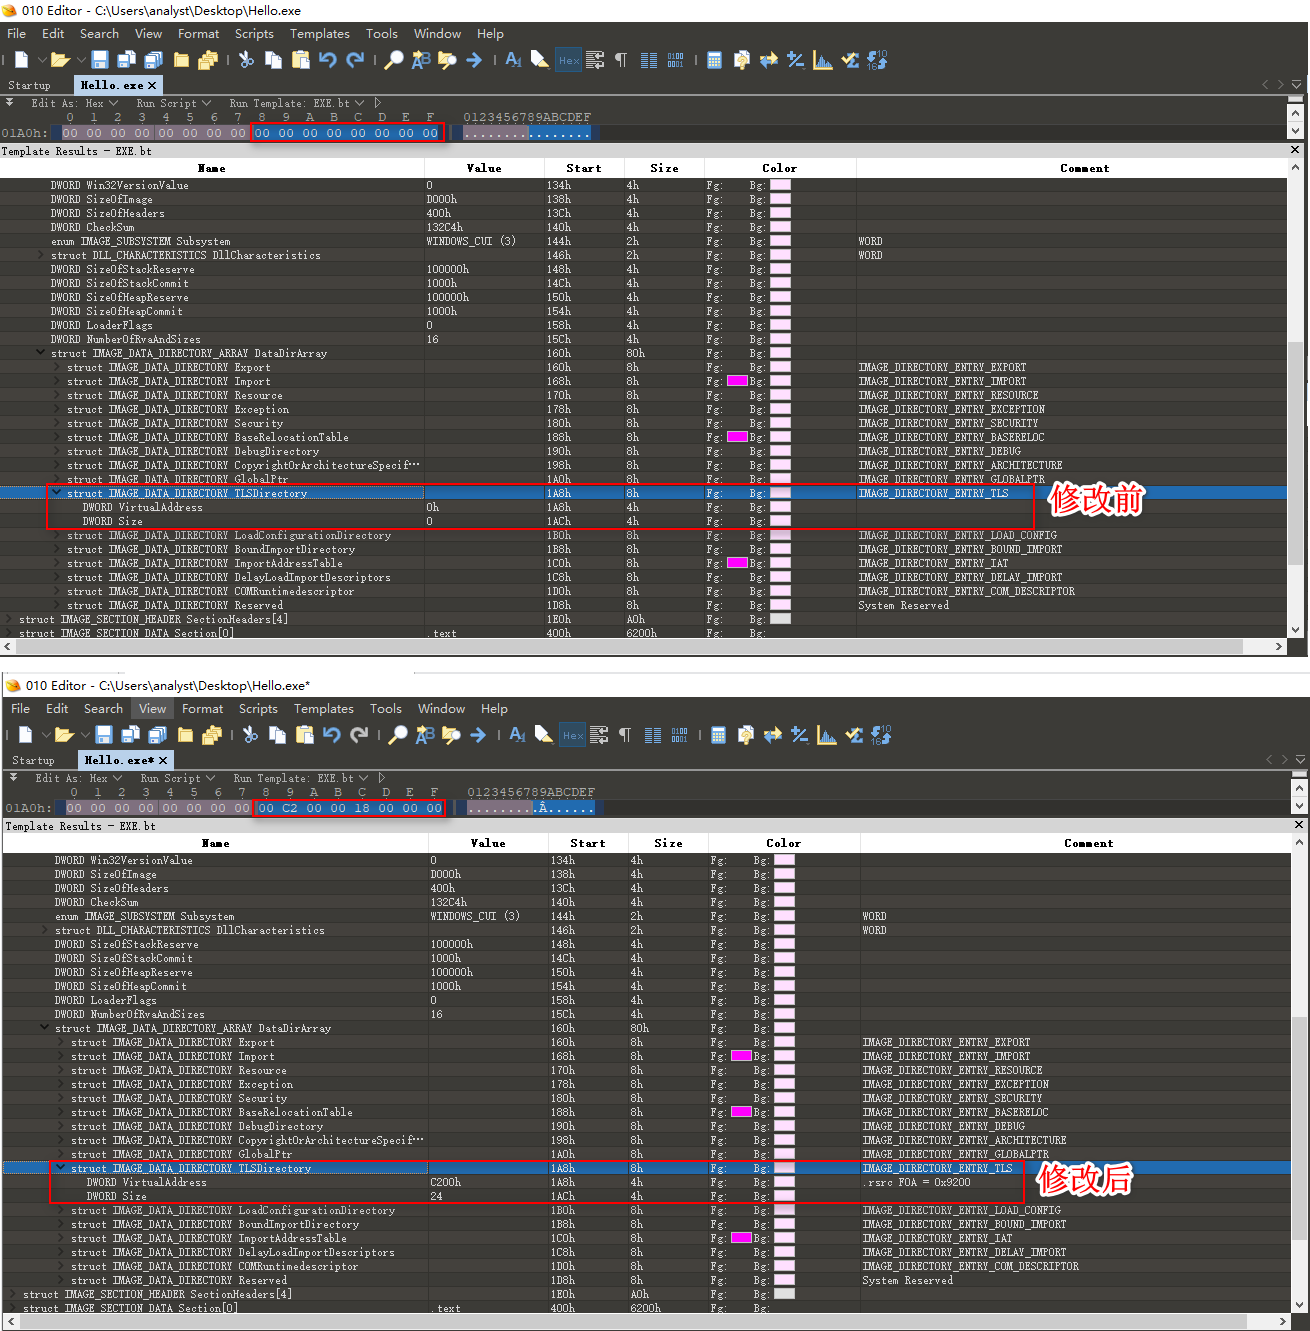 010 Editor - C:\Users\analyst\Desktop\Hello.exe
File Edit Search View Format Scripts Templates Tools Window Help
Startup Hello.exe
Edit As: Hex Run Script Run Template: EXE.bt
0 1 2 3 4 5 6 7 8 9 A B C D E F 0123456789ABCDEF
01A0h: 00 00 00 00 00 00 00 00 00 00 00 00 00 00 00 00 ................
Template Results - EXE.bt
Name Value Start Size Color Comment
DWORD Win32VersionValue 0 134h 4h Fg: Bg:
DWORD SizeOfImage D000h 138h 4h Fg: Bg:
DWORD SizeOfHeaders 400h 13Ch 4h Fg: Bg:
DWORD CheckSum 132C4h 140h 4h Fg: Bg:
enum IMAGE_SUBSYSTEM Subsystem WINDOWS_CUI (3) 144h 2h Fg: Bg: WORD
struct DLL_CHARACTERISTICS DllCharacteristics 146h 2h Fg: Bg: WORD
DWORD SizeOfStackReserve 100000h 148h 4h Fg: Bg:
DWORD SizeOfStackCommit 1000h 14Ch 4h Fg: Bg:
DWORD SizeOfHeapReserve 100000h 150h 4h Fg: Bg:
DWORD SizeOfHeapCommit 1000h 154h 4h Fg: Bg:
DWORD LoaderFlags 0 158h 4h Fg: Bg:
DWORD NumberOfRvaAndSizes 16 15Ch 4h Fg: Bg:
struct IMAGE_DATA_DIRECTORY_ARRAY DataDirArray 160h 80h Fg: Bg:
struct IMAGE_DATA_DIRECTORY Export 160h 8h Fg: Bg: IMAGE_DIRECTORY_ENTRY_EXPORT
struct IMAGE_DATA_DIRECTORY Import 168h 8h Fg: Bg: IMAGE_DIRECTORY_ENTRY_IMPORT
struct IMAGE_DATA_DIRECTORY Resource 170h 8h Fg: Bg: IMAGE_DIRECTORY_ENTRY_RESOURCE
struct IMAGE_DATA_DIRECTORY Exception 178h 8h Fg: Bg: IMAGE_DIRECTORY_ENTRY_EXCEPTION
struct IMAGE_DATA_DIRECTORY Security 180h 8h Fg: Bg: IMAGE_DIRECTORY_ENTRY_SECURITY
struct IMAGE_DATA_DIRECTORY BaseRelocationTable 188h 8h Fg: Bg: IMAGE_DIRECTORY_ENTRY_BASERELOC
struct IMAGE_DATA_DIRECTORY DebugDirectory 190h 8h Fg: Bg: IMAGE_DIRECTORY_ENTRY_DEBUG
struct IMAGE_DATA_DIRECTORY CopyrightOrArchitectureSpecif··· 198h 8h Fg: Bg: IMAGE_DIRECTORY_ENTRY_ARCHITECTURE
struct IMAGE_DATA_DIRECTORY GlobalPtr 1A0h 8h Fg: Bg: IMAGE_DIRECTORY_ENTRY_GLOBALPTR
struct IMAGE_DATA_DIRECTORY TLSDirectory 1A8h 8h Fg: Bg: IMAGE_DIRECTORY_ENTRY_TLS 修改前
DWORD VirtualAddress 0h 1A8h 4h Fg: Bg:
DWORD Size 0 1ACh 4h Fg: Bg:
struct IMAGE_DATA_DIRECTORY LoadConfigurationDirectory 1B0h 8h Fg: Bg: IMAGE_DIRECTORY_ENTRY_LOAD_CONFIG
struct IMAGE_DATA_DIRECTORY BoundImportDirectory 1B8h 8h Fg: Bg: IMAGE_DIRECTORY_ENTRY_BOUND_IMPORT
struct IMAGE_DATA_DIRECTORY ImportAddressTable 1C0h 8h Fg: Bg: IMAGE_DIRECTORY_ENTRY_IAT
struct IMAGE_DATA_DIRECTORY DelayLoadImportDescriptors 1C8h 8h Fg: Bg: IMAGE_DIRECTORY_ENTRY_DELAY_IMPORT
struct IMAGE_DATA_DIRECTORY COMRuntimedescriptor 1D0h 8h Fg: Bg: IMAGE_DIRECTORY_ENTRY_COM_DESCRIPTOR
struct IMAGE_DATA_DIRECTORY Reserved 1D8h 8h Fg: Bg: System Reserved
struct IMAGE_SECTION_HEADER SectionHeaders[4] 1E0h A0h Fg: Bg:
struct IMAGE_SECTION_DATA Section[0] .text 400h 6200h Fg: Bg:
010 Editor - C:\Users\analyst\Desktop\Hello.exe*
File Edit Search View Format Scripts Templates Tools Window Help
Startup Hello.exe*
Edit As: Hex Run Script Run Template: EXE.bt
0 1 2 3 4 5 6 7 8 9 A B C D E F 0123456789ABCDEF
01A0h: 00 00 00 00 00 00 00 00 00 C2 00 00 18 00 00 00 .........Â......
Template Results - EXE.bt
Name Value Start Size Color Comment
DWORD Win32VersionValue 0 134h 4h Fg: Bg:
DWORD SizeOfImage D000h 138h 4h Fg: Bg:
DWORD SizeOfHeaders 400h 13Ch 4h Fg: Bg:
DWORD CheckSum 132C4h 140h 4h Fg: Bg:
enum IMAGE_SUBSYSTEM Subsystem WINDOWS_CUI (3) 144h 2h Fg: Bg: WORD
struct DLL_CHARACTERISTICS DllCharacteristics 146h 2h Fg: Bg: WORD
DWORD SizeOfStackReserve 100000h 148h 4h Fg: Bg:
DWORD SizeOfStackCommit 1000h 14Ch 4h Fg: Bg:
DWORD SizeOfHeapReserve 100000h 150h 4h Fg: Bg:
DWORD SizeOfHeapCommit 1000h 154h 4h Fg: Bg:
DWORD LoaderFlags 0 158h 4h Fg: Bg:
DWORD NumberOfRvaAndSizes 16 15Ch 4h Fg: Bg:
struct IMAGE_DATA_DIRECTORY_ARRAY DataDirArray 160h 80h Fg: Bg:
struct IMAGE_DATA_DIRECTORY Export 160h 8h Fg: Bg: IMAGE_DIRECTORY_ENTRY_EXPORT
struct IMAGE_DATA_DIRECTORY Import 168h 8h Fg: Bg: IMAGE_DIRECTORY_ENTRY_IMPORT
struct IMAGE_DATA_DIRECTORY Resource 170h 8h Fg: Bg: IMAGE_DIRECTORY_ENTRY_RESOURCE
struct IMAGE_DATA_DIRECTORY Exception 178h 8h Fg: Bg: IMAGE_DIRECTORY_ENTRY_EXCEPTION
struct IMAGE_DATA_DIRECTORY Security 180h 8h Fg: Bg: IMAGE_DIRECTORY_ENTRY_SECURITY
struct IMAGE_DATA_DIRECTORY BaseRelocationTable 188h 8h Fg: Bg: IMAGE_DIRECTORY_ENTRY_BASERELOC
struct IMAGE_DATA_DIRECTORY DebugDirectory 190h 8h Fg: Bg: IMAGE_DIRECTORY_ENTRY_DEBUG
struct IMAGE_DATA_DIRECTORY CopyrightOrArchitectureSpecif··· 198h 8h Fg: Bg: IMAGE_DIRECTORY_ENTRY_ARCHITECTURE
struct IMAGE_DATA_DIRECTORY GlobalPtr 1A0h 8h Fg: Bg: IMAGE_DIRECTORY_ENTRY_GLOBALPTR
struct IMAGE_DATA_DIRECTORY TLSDirectory 1A8h 8h Fg: Bg: IMAGE_DIRECTORY_ENTRY_TLS 修改后
DWORD VirtualAddress C200h 1A8h 4h Fg: Bg: .rsrc FOA = 0x9200
DWORD Size 24 1ACh 4h Fg: Bg:
struct IMAGE_DATA_DIRECTORY LoadConfigurationDirectory 1B0h 8h Fg: Bg: IMAGE_DIRECTORY_ENTRY_LOAD_CONFIG
struct IMAGE_DATA_DIRECTORY BoundImportDirectory 1B8h 8h Fg: Bg: IMAGE_DIRECTORY_ENTRY_BOUND_IMPORT
struct IMAGE_DATA_DIRECTORY ImportAddressTable 1C0h 8h Fg: Bg: IMAGE_DIRECTORY_ENTRY_IAT
struct IMAGE_DATA_DIRECTORY DelayLoadImportDescriptors 1C8h 8h Fg: Bg: IMAGE_DIRECTORY_ENTRY_DELAY_IMPORT
struct IMAGE_DATA_DIRECTORY COMRuntimedescriptor 1D0h 8h Fg: Bg: IMAGE_DIRECTORY_ENTRY_COM_DESCRIPTOR
struct IMAGE_DATA_DIRECTORY Reserved 1D8h 8h Fg: Bg: System Reserved
struct IMAGE_SECTION_HEADER SectionHeaders[4] 1E0h A0h Fg: Bg:
struct IMAGE_SECTION_DATA Section[0] .text 400h 6200h Fg: Bg: